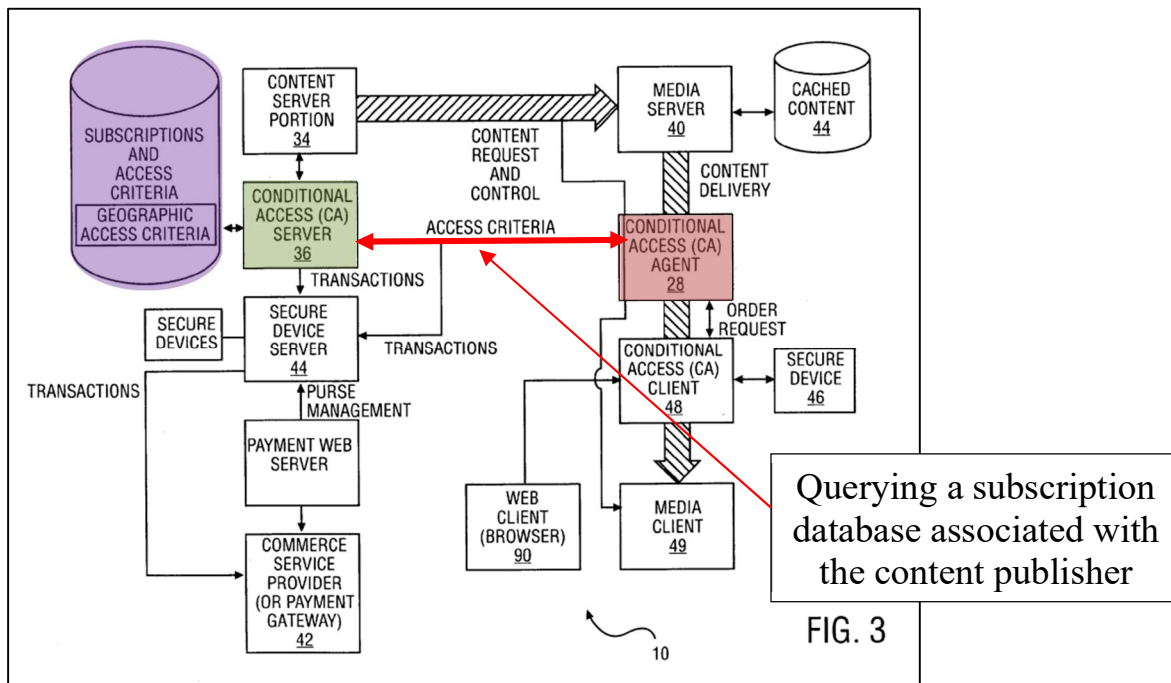 SUBSCRIPTIONS
AND
ACCESS
CRITERIA
GEOGRAPHIC
ACCESS CRITERIA
CONTENT
SERVER
PORTION
34
MEDIA
SERVER
40
CACHED
CONTENT
44
CONTENT
REQUEST
AND
CONTROL
CONTENT
DELIVERY
CONDITIONAL
ACCESS (CA)
SERVER
36
ACCESS CRITERIA
CONDITIONAL
ACCESS (CA)
AGENT
28
TRANSACTIONS
ORDER
REQUEST
SECURE
DEVICES
SECURE
DEVICE
SERVER
44
TRANSACTIONS
CONDITIONAL
ACCESS (CA)
CLIENT
48
SECURE
DEVICE
46
TRANSACTIONS
PURSE
MANAGEMENT
PAYMENT WEB
SERVER
WEB
CLIENT
(BROWSER)
90
MEDIA
CLIENT
49
Querying a subscription
database associated with
the content publisher
COMMERCE
SERVICE
PROVIDER
(OR PAYMENT
GATEWAY)
42
10
FIG. 3